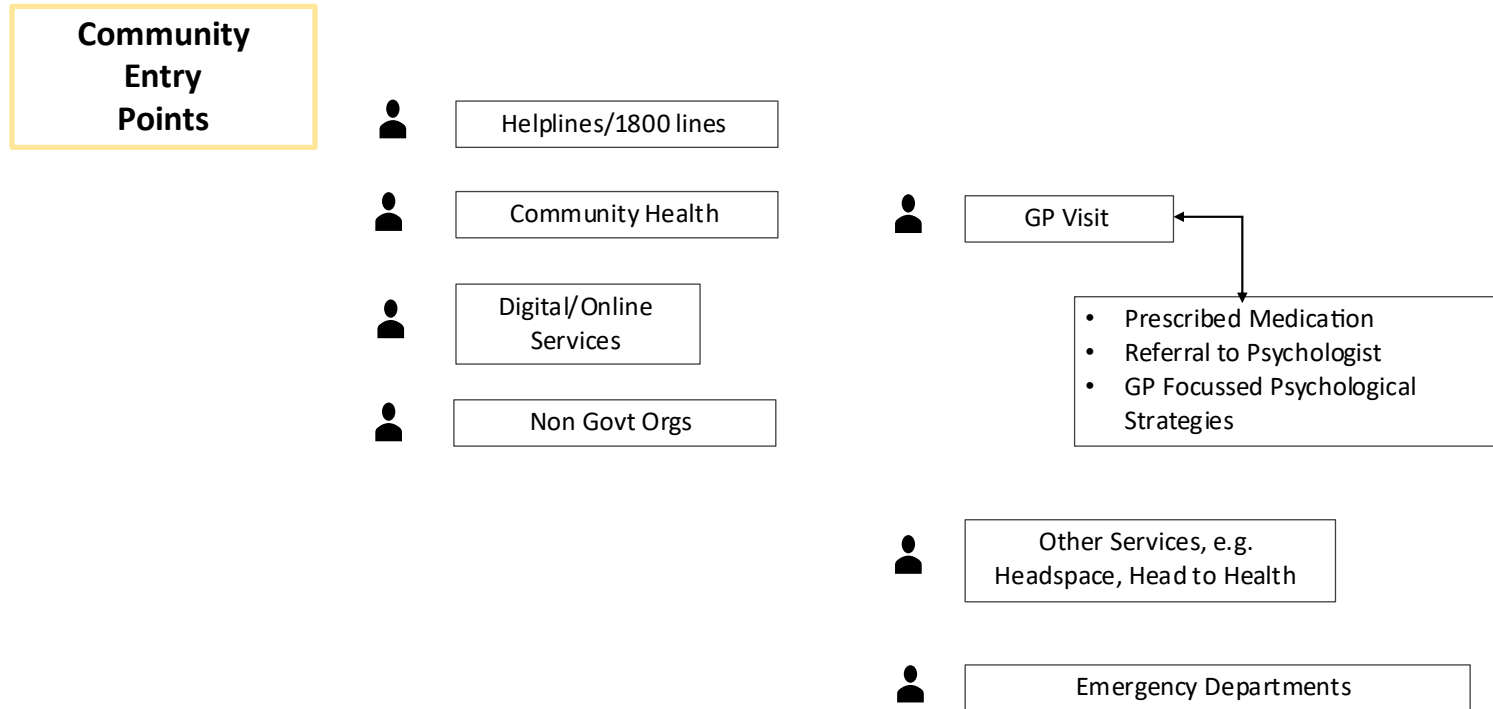 Community
Entry
Points
Helplines/1800 lines
Community Health
Digital/Online
Services
Non Govt Orgs
GP Visit
• Prescribed Medication
• Referral to Psychologist
• GP Focussed Psychological
Strategies
Other Services, e.g.
Headspace, Head to Health
Emergency Departments